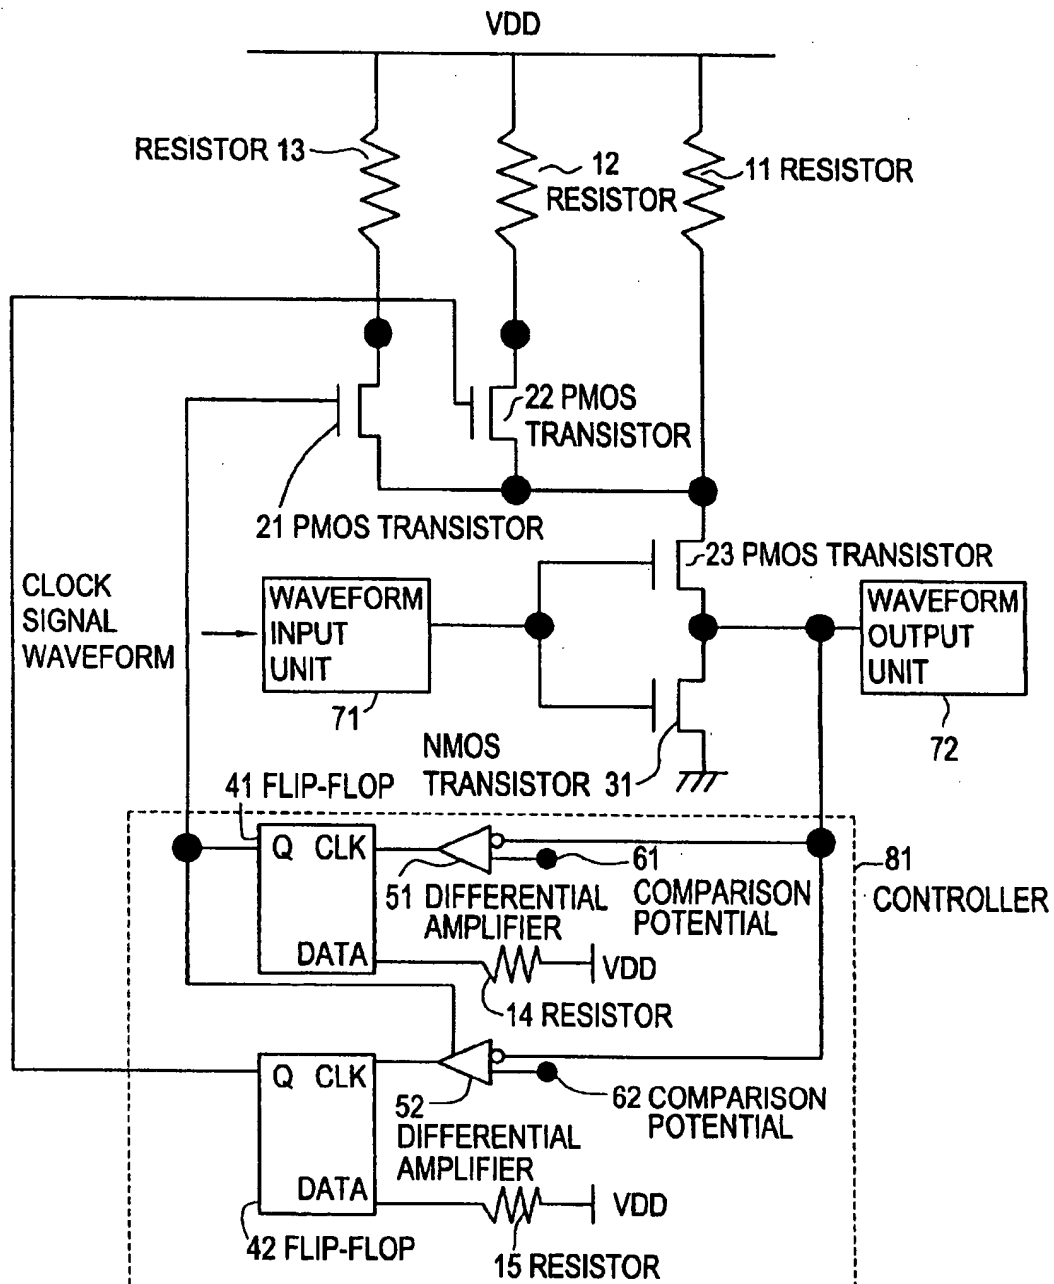 VDD
RESISTOR 13
12
RESISTOR
11 RESISTOR
22 PMOS
TRANSISTOR
21 PMOS TRANSISTOR
23 PMOS TRANSISTOR
CLOCK
SIGNAL
WAVEFORM
WAVEFORM
INPUT
UNIT
71
WAVEFORM
OUTPUT
UNIT
72
NMOS
TRANSISTOR 31
41 FLIP-FLOP
Q CLK
DATA
51 DIFFERENTIAL
AMPLIFIER
61
COMPARISON
POTENTIAL
81
CONTROLLER
VDD
14 RESISTOR
Q CLK
DATA
52
DIFFERENTIAL
AMPLIFIER
62 COMPARISON
POTENTIAL
VDD
42 FLIP-FLOP
15 RESISTOR